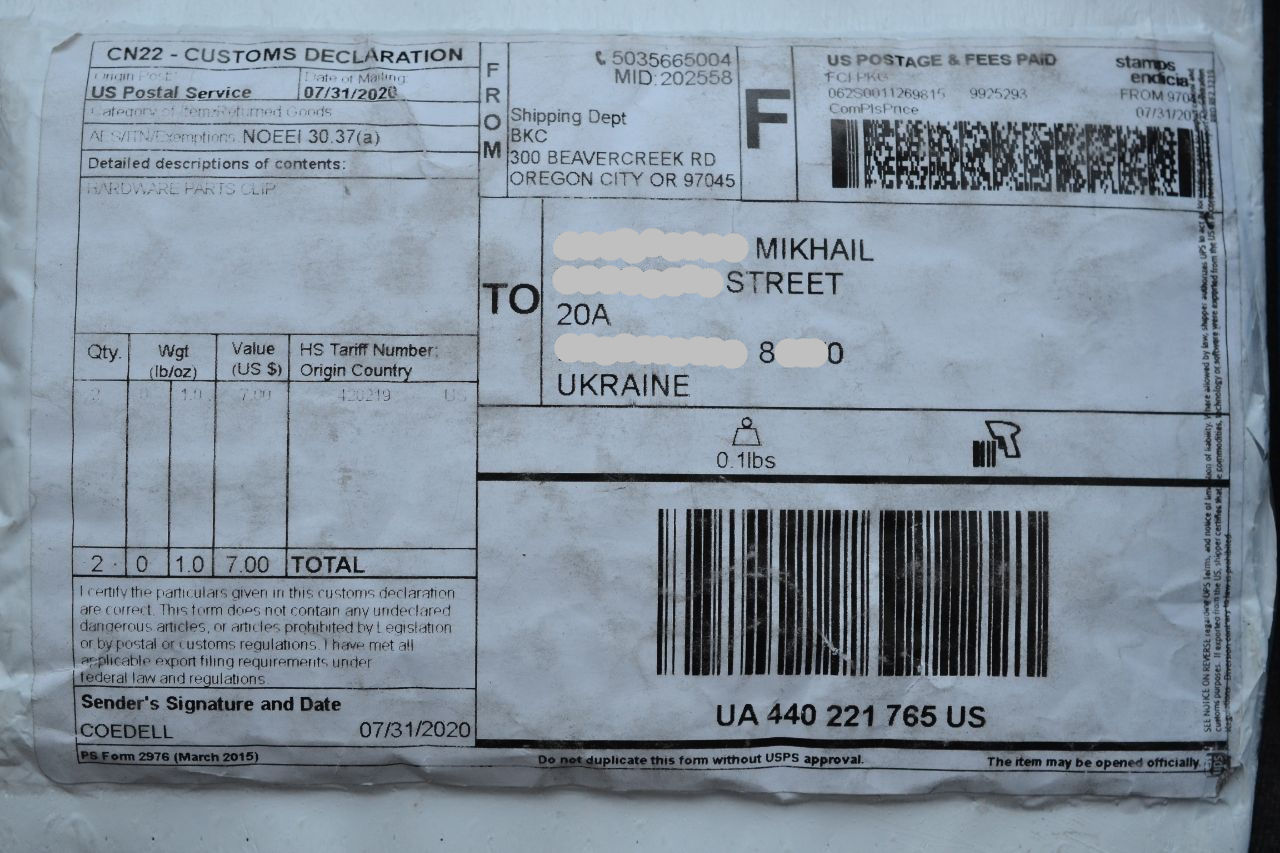 CN22 - CUSTOMS DECLARATION
Origin Post:
Date of Mailing:
US Postal Service
07/31/2020
Category of Item:Returned Goods
AES/ITN/Exemptions: NOEEI 30.37(a)
Detailed descriptions of contents:
HARDWARE PARTS CLIP
Qty.
Wgt
(lb/oz)
Value
(US $)
HS Tariff Number:
Origin Country
2 0 1.0 7.00 420219 US
2 0 1.0 7.00 TOTAL
I certify the particulars given in this customs declaration
are correct. This form does not contain any undeclared
dangerous articles, or articles prohibited by Legislation
or by postal or customs regulations. I have met all
applicable export filing requirements under
federal law and regulations.
Sender's Signature and Date
COEDELL 07/31/2020
PS Form 2976 (March 2015)
FROM
5035665004
MID:202558
Shipping Dept
BKC
300 BEAVERCREEK RD
OREGON CITY OR 97045
F
US POSTAGE & FEES PAID
FCI PKG
062S0011269815 9925293
ComPlsPrice
stamps
endicia
FROM 9704
07/31/2020
TO
MIKHAIL
STREET
20A
8 0
UKRAINE
0.1lbs
UA 440 221 765 US
Do not duplicate this form without USPS approval.
The item may be opened officially.